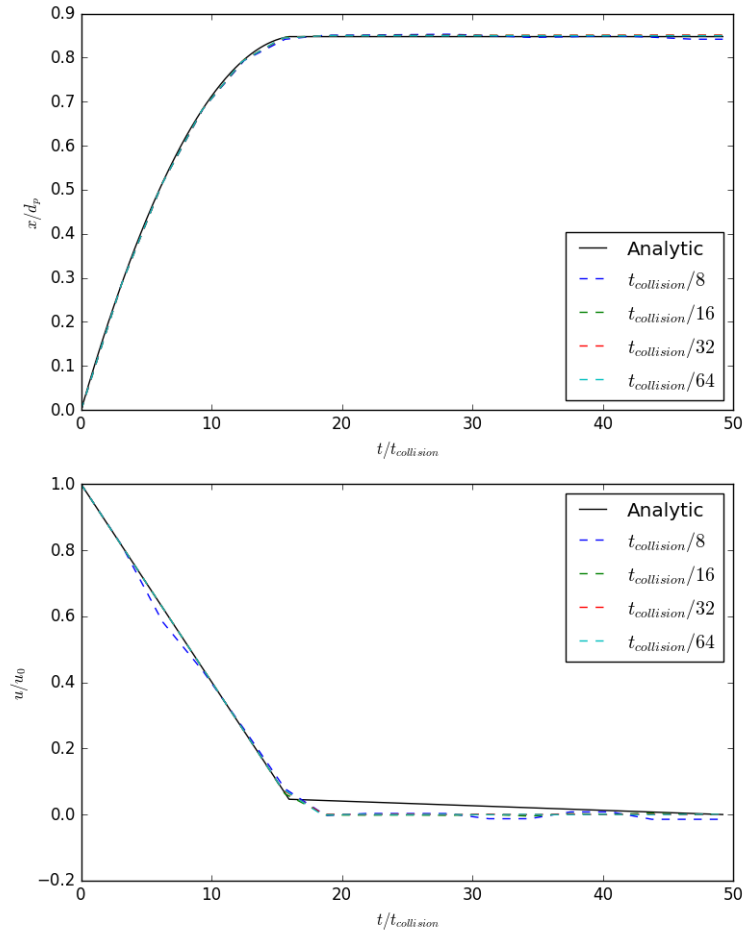 0.9
0.8
0.7
0.6
0.5
0.4
0.3
0.2
0.1
0.0
x/d_p
Analytic
t_collision/8
t_collision/16
t_collision/32
t_collision/64
0 10 20 30 40 50
t/t_collision
1.0
0.8
0.6
0.4
0.2
0.0
−0.2
u/u_0
Analytic
t_collision/8
t_collision/16
t_collision/32
t_collision/64
0 10 20 30 40 50
t/t_collision